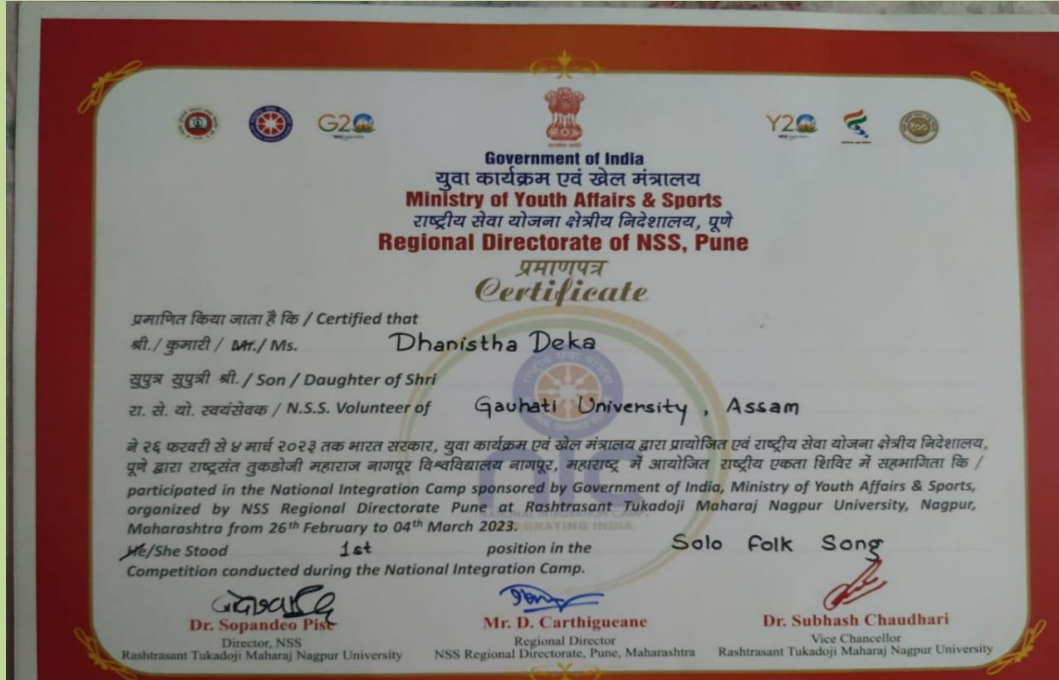 G20
Y20
Government of India
युवा कार्यक्रम एवं खेल मंत्रालय
Ministry of Youth Affairs & Sports
राष्ट्रीय सेवा योजना क्षेत्रीय निदेशालय, पूणे
Regional Directorate of NSS, Pune
प्रमाणपत्र
Certificate
प्रमाणित किया जाता है कि / Certified that
श्री./ कुमारी / Mr./ Ms. Dhanistha Deka
सुपुत्र सुपुत्री श्री. / Son / Daughter of Shri
रा. से. यो. स्वयंसेवक / N.S.S. Volunteer of Gauhati University, Assam
ने २६ फरवरी से ४ मार्च २०२३ तक भारत सरकार, युवा कार्यक्रम एवं खेल मंत्रालय द्वारा प्रायोजित एवं राष्ट्रीय सेवा योजना क्षेत्रीय निदेशालय,
पूणे द्वारा राष्ट्रसंत तुकडोजी महाराज नागपूर विश्वविद्यालय नागपूर, महाराष्ट्र में आयोजित राष्ट्रीय एकता शिविर में सहभागिता कि /
participated in the National Integration Camp sponsored by Government of India, Ministry of Youth Affairs & Sports,
organized by NSS Regional Directorate Pune at Rashtrasant Tukadoji Maharaj Nagpur University, Nagpur,
Maharashtra from 26th February to 04th March 2023.
INTEGRATING INDIA
He/She Stood 1st position in the Solo Folk Song
Competition conducted during the National Integration Camp.
Dr. Sopandeo Pise
Director, NSS
Rashtrasant Tukadoji Maharaj Nagpur University
Mr. D. Carthigueane
Regional Director
NSS Regional Directorate, Pune, Maharashtra
Dr. Subhash Chaudhari
Vice Chancellor
Rashtrasant Tukadoji Maharaj Nagpur University